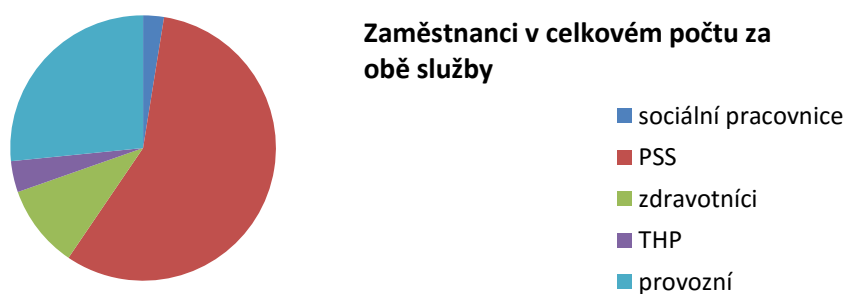 Zaměstnanci v celkovém počtu za
obě služby
sociální pracovnice
PSS
zdravotníci
THP
provozní